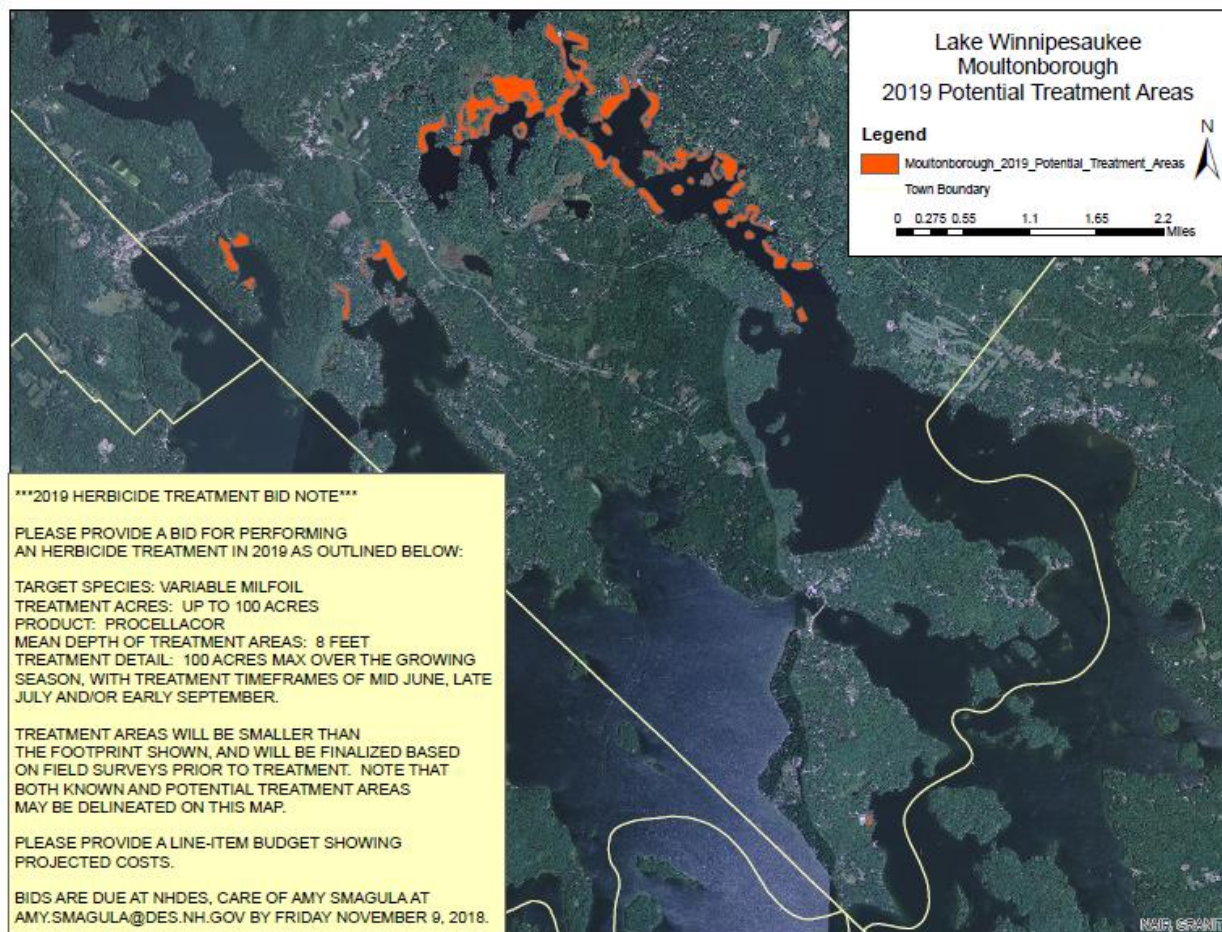 Lake Winnipesaukee
Moultonborough
2019 Potential Treatment Areas
Legend
N
Moultonborough_2019_Potential_Treatment_Areas
Town Boundary
0 0.275 0.55 1.1 1.65 2.2
Miles
***2019 HERBICIDE TREATMENT BID NOTE***
PLEASE PROVIDE A BID FOR PERFORMING
AN HERBICIDE TREATMENT IN 2019 AS OUTLINED BELOW:
TARGET SPECIES: VARIABLE MILFOIL
TREATMENT ACRES: UP TO 100 ACRES
PRODUCT: PROCELLACOR
MEAN DEPTH OF TREATMENT AREAS: 8 FEET
TREATMENT DETAIL: 100 ACRES MAX OVER THE GROWING
SEASON, WITH TREATMENT TIMEFRAMES OF MID JUNE, LATE
JULY AND/OR EARLY SEPTEMBER.
TREATMENT AREAS WILL BE SMALLER THAN
THE FOOTPRINT SHOWN, AND WILL BE FINALIZED BASED
ON FIELD SURVEYS PRIOR TO TREATMENT. NOTE THAT
BOTH KNOWN AND POTENTIAL TREATMENT AREAS
MAY BE DELINEATED ON THIS MAP.
PLEASE PROVIDE A LINE-ITEM BUDGET SHOWING
PROJECTED COSTS.
BIDS ARE DUE AT NHDES, CARE OF AMY SMAGULA AT
AMY.SMAGULA@DES.NH.GOV BY FRIDAY NOVEMBER 9, 2018.
NAIP, GRANIT